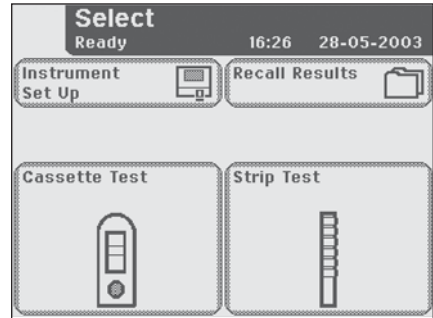 Select
Ready 16:26 28-05-2003
Instrument
Set Up
Recall Results
Cassette Test
Strip Test